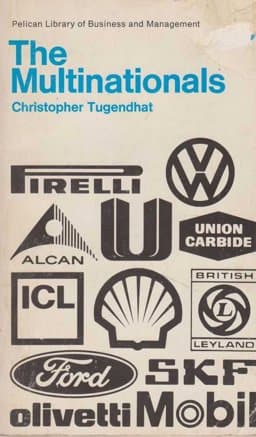 Pelican Library of Business and Management
The
Multinationals
Christopher Tugendhat
PIRELLI
VW
ALCAN
U
UNION
CARBIDE
ICL
BRITISH
L
LEYLAND
Ford
SKF
olivetti
Mobil